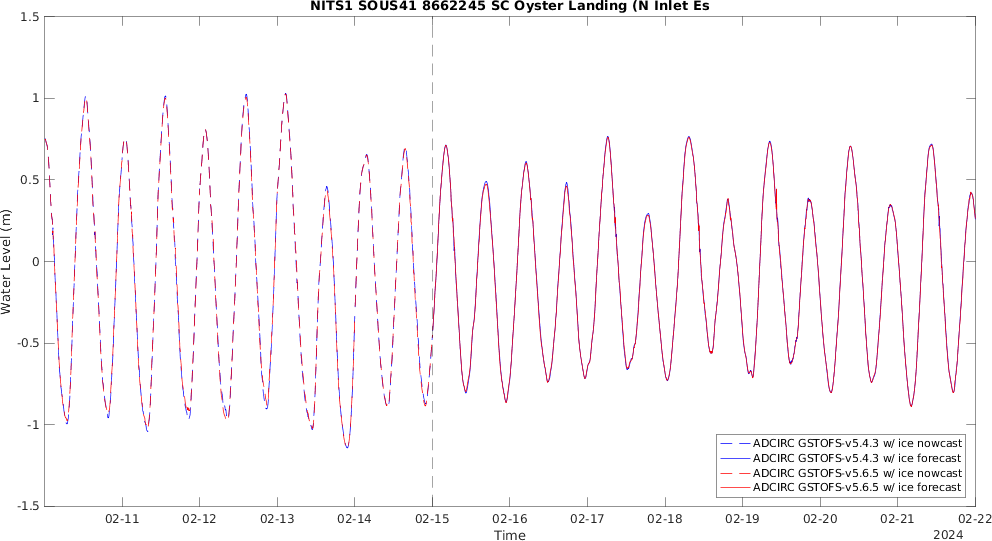 NITS1 SOUS41 8662245 SC Oyster Landing (N Inlet Es
1.5
1
0.5
0
-0.5
-1
-1.5
Water Level (m)
ADCIRC GSTOFS-v5.4.3 w/ ice nowcast
ADCIRC GSTOFS-v5.4.3 w/ ice forecast
ADCIRC GSTOFS-v5.6.5 w/ ice nowcast
ADCIRC GSTOFS-v5.6.5 w/ ice forecast
02-11 02-12 02-13 02-14 02-15 02-16 02-17 02-18 02-19 02-20 02-21 02-22
Time
2024